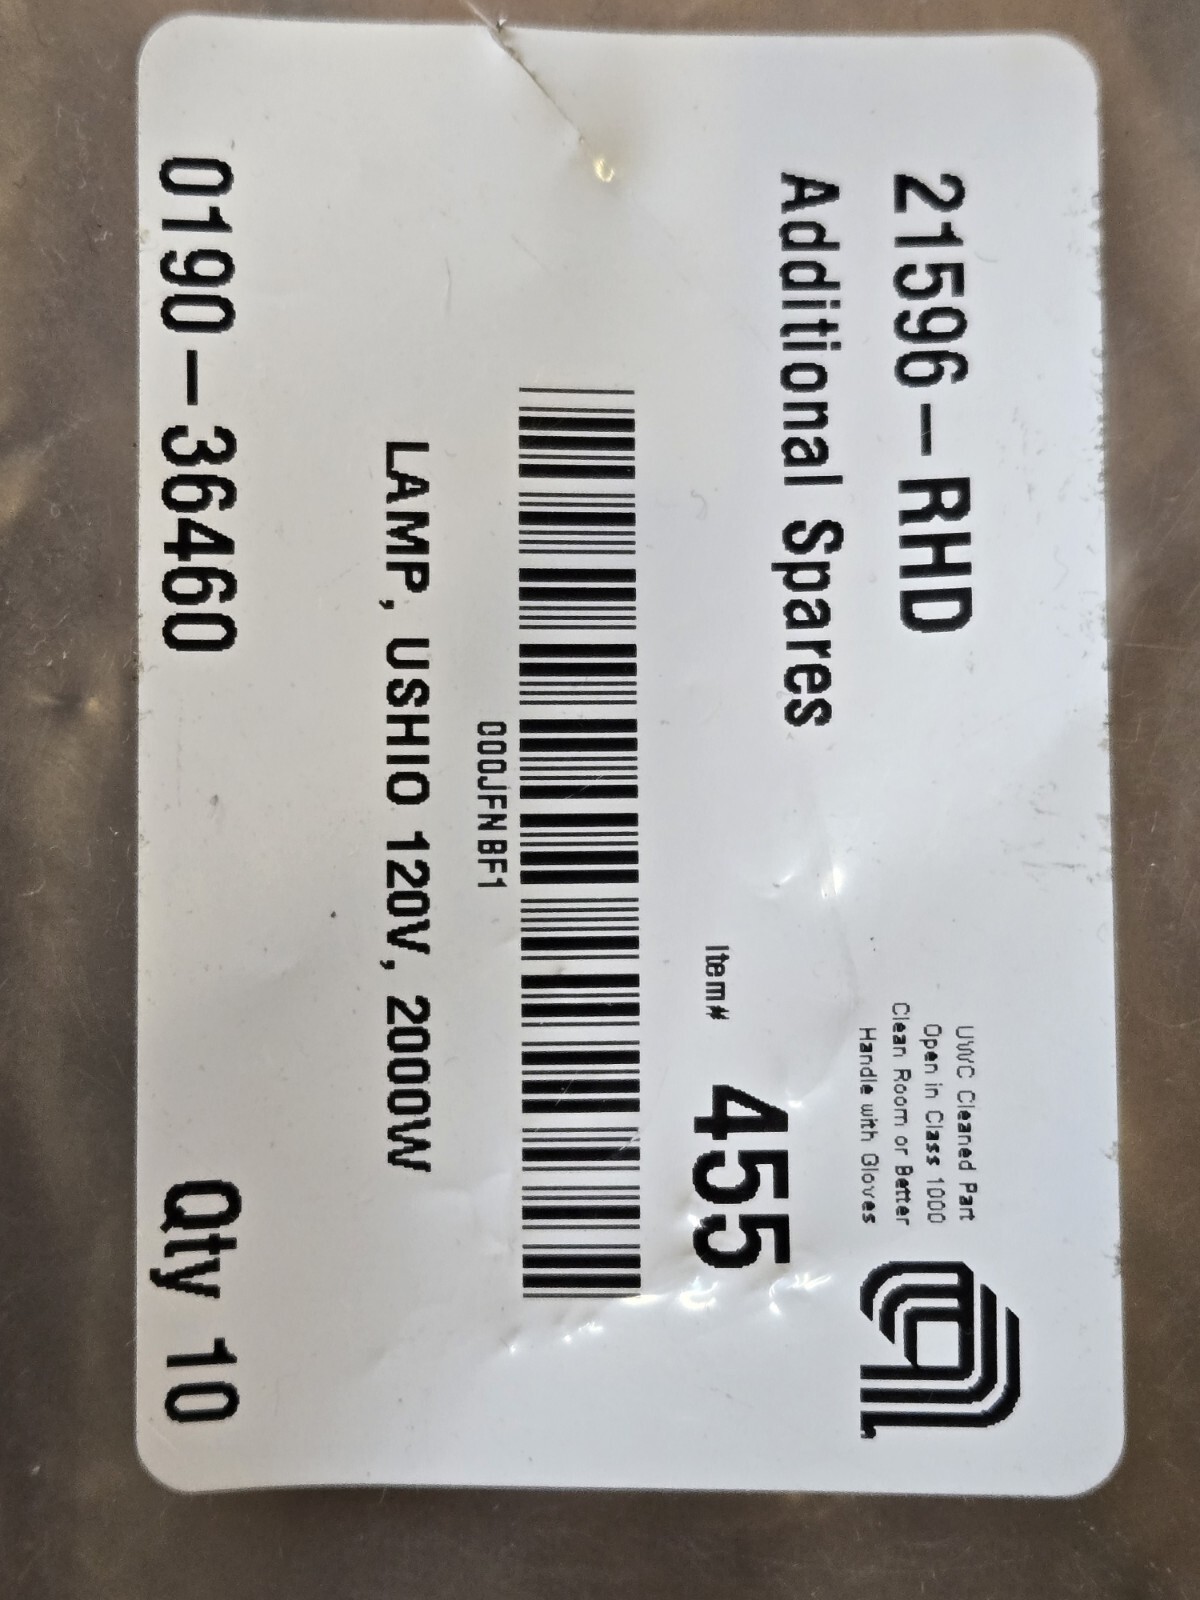 21596-RHD
Additional Spares
UWC Cleaned Part
Open in Class 1000
Clean Room or Better
Handle with Gloves
Item# 455
000JFNBF1
LAMP, USHIO 120V, 2000W
0190-36460 Qty 10